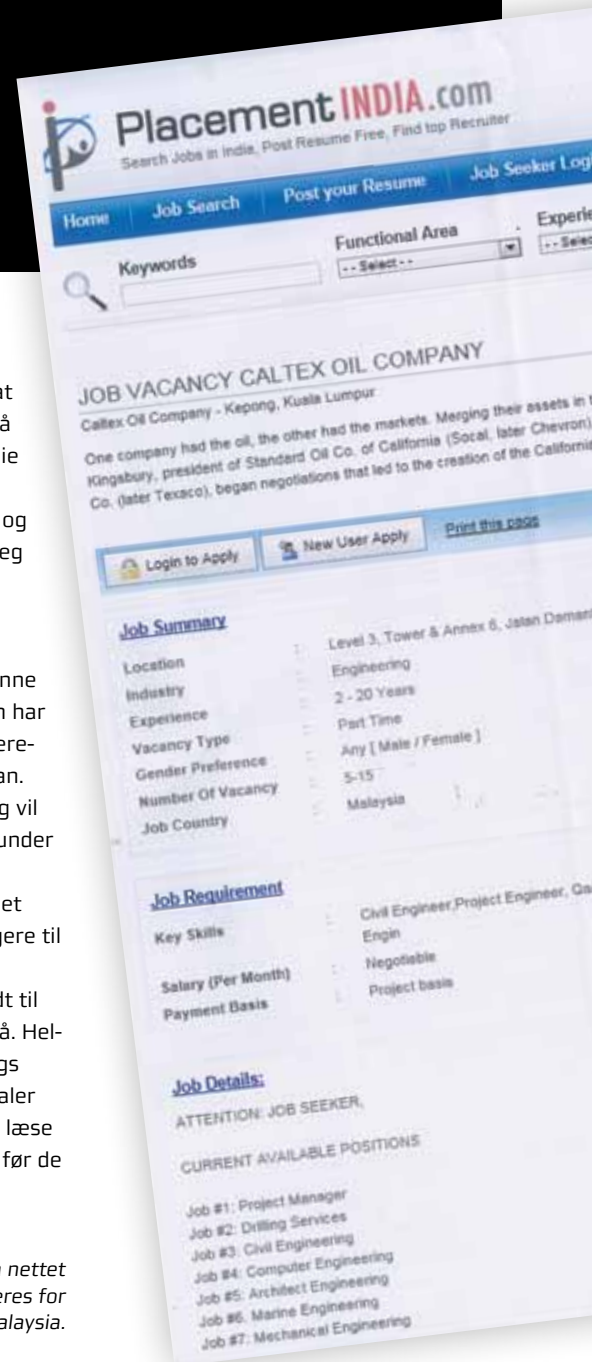 at
å
ie
og
eg
nne
n har
ere-
an.
g vil
under
et
gere til
dt til
å. Hel-
gs
aler
læse
før de
nettet
eres for
alaysia.
PlacementINDIA.com
Search Jobs in India, Post Resume Free, Find top Recruiter
Home Job Search Post your Resume Job Seeker Logi
Keywords Functional Area Experie
-- Select -- -- Selec
JOB VACANCY CALTEX OIL COMPANY
Caltex Oil Company - Kepong, Kuala Lumpur
One company had the oil, the other had the markets. Merging their assets in t
Kingsbury, president of Standard Oil Co. of California (Socal, later Chevron)
Co. (later Texaco), began negotiations that led to the creation of the California
Login to Apply New User Apply Print this page
Job Summary
Location : Level 3, Tower & Annex 6, Jalan Damans
Industry : Engineering
Experience : 2 - 20 Years
Vacancy Type : Part Time
Gender Preference : Any [ Male / Female ]
Number Of Vacancy : 5-15
Job Country : Malaysia
Job Requirement
Key Skills : Civil Engineer,Project Engineer, Gas
Engin
Salary (Per Month) : Negotiable
Payment Basis : Project basis
Job Details:
ATTENTION: JOB SEEKER,
CURRENT AVAILABLE POSITIONS
Job #1: Project Manager
Job #2: Drilling Services
Job #3: Civil Engineering
Job #4: Computer Engineering
Job #5: Architect Engineering
Job #6: Marine Engineering
Job #7: Mechanical Engineering